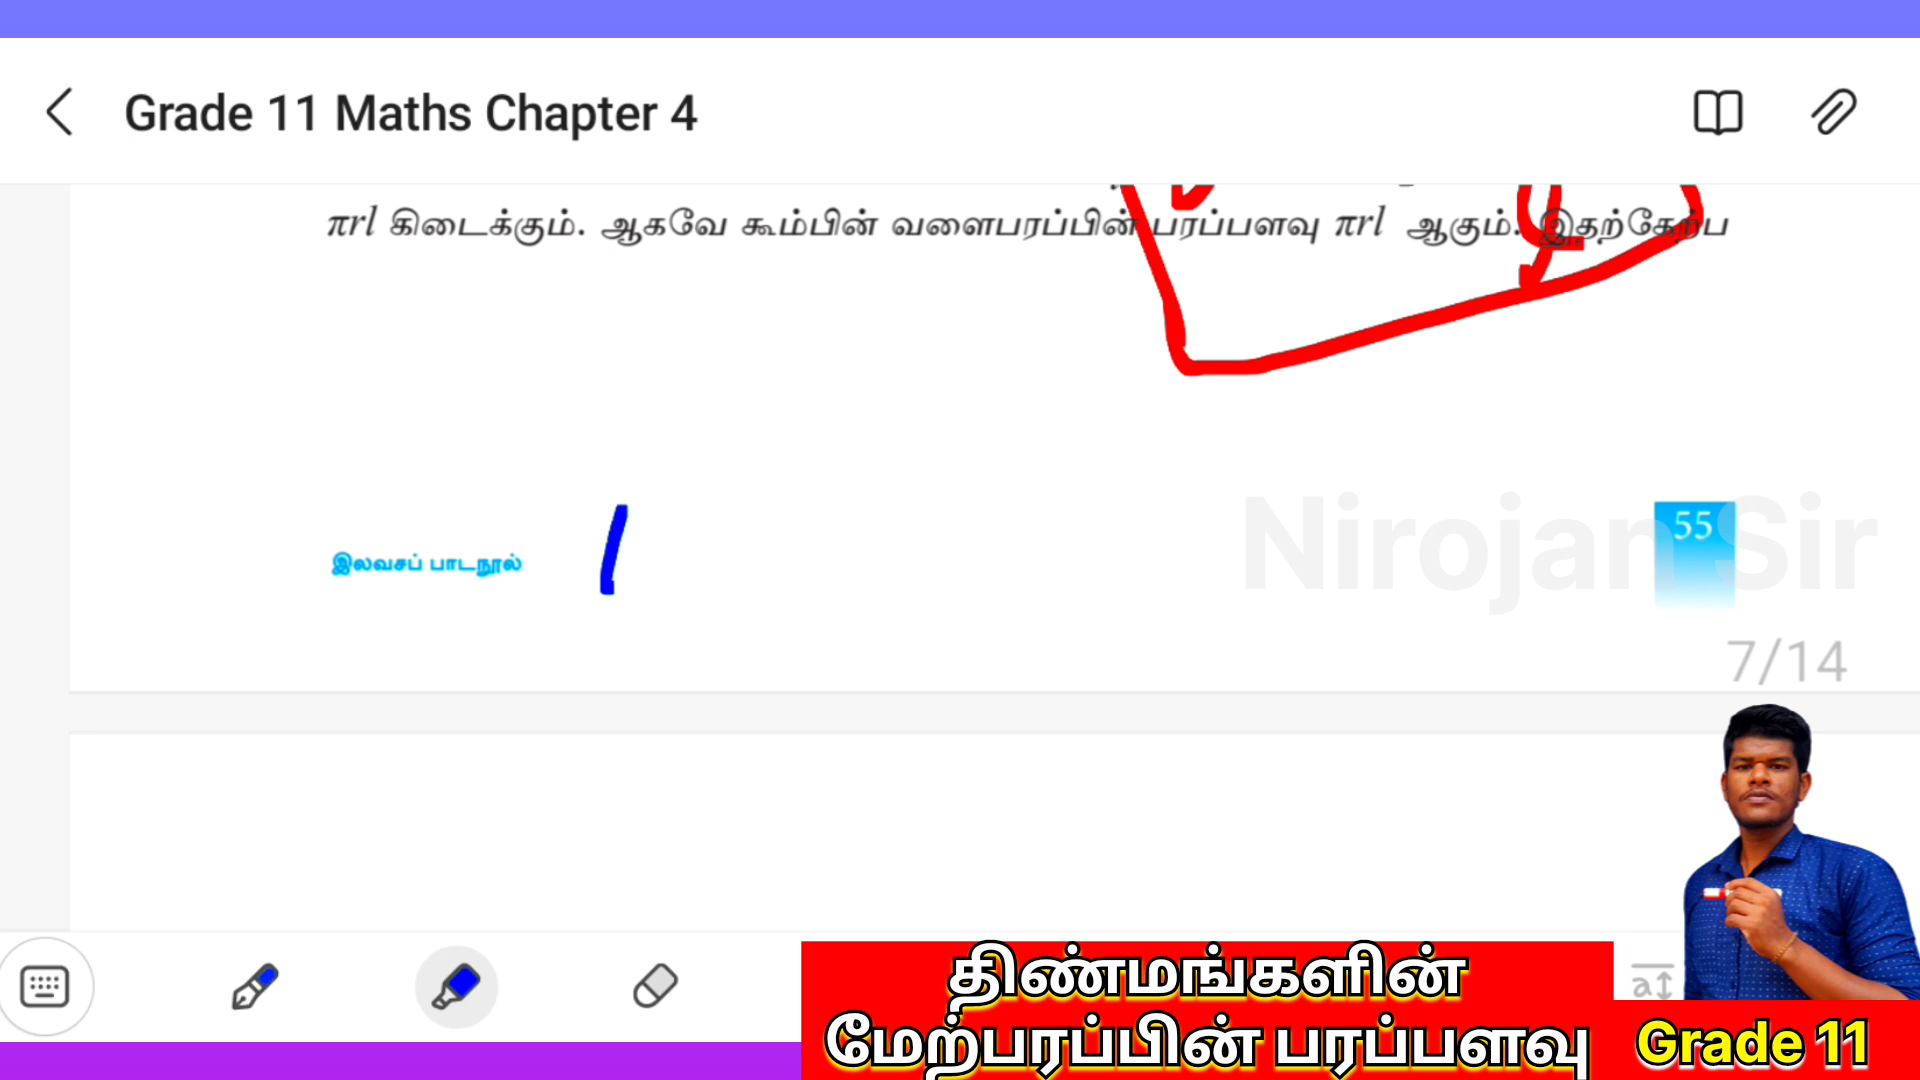 Grade 11 Maths Chapter 4
πrl கிடைக்கும். ஆகவே கூம்பின் வளைபரப்பின் பரப்பளவு πrl ஆகும். இதற்கேற்ப
இலவசப் பாடநூல்
55
Nirojan Sir
7/14
திண்மங்களின்
மேற்பரப்பின் பரப்பளவு
Grade 11